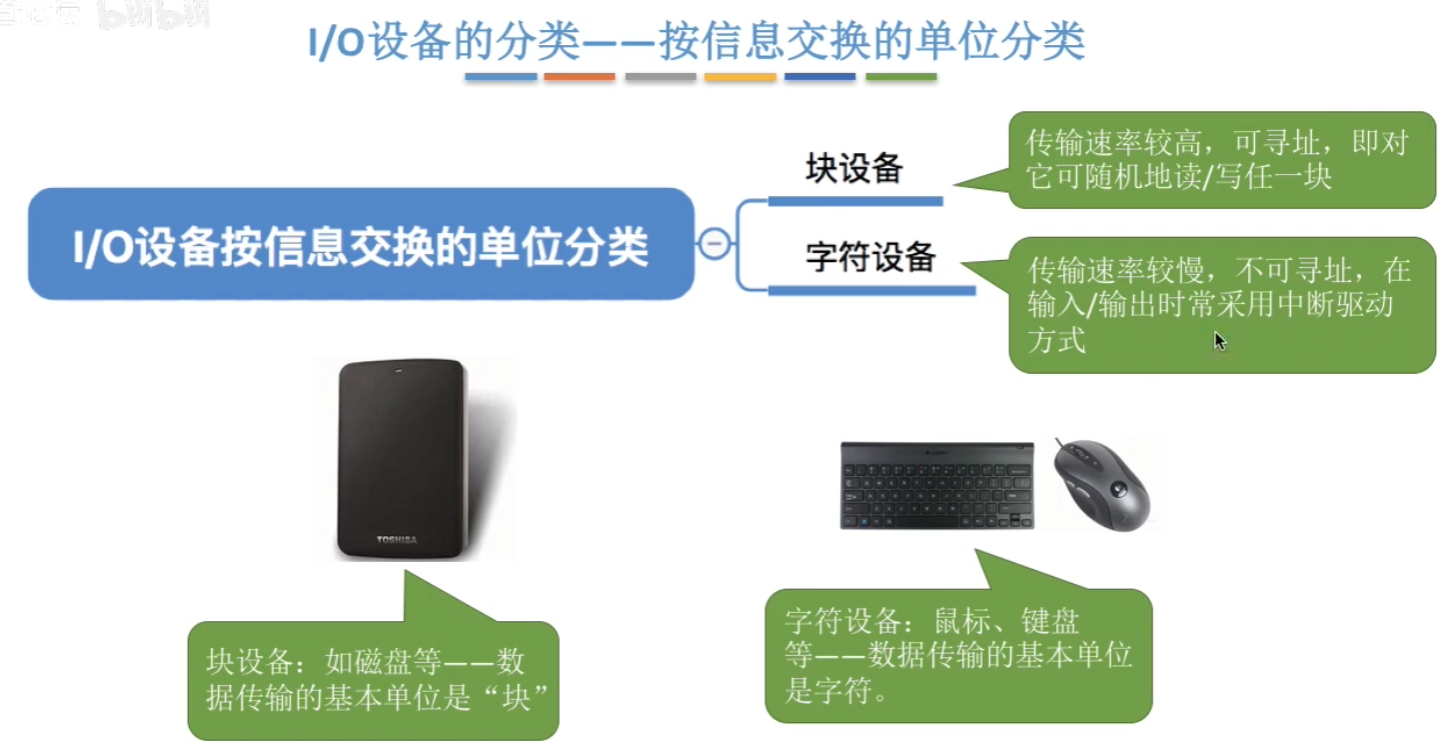 bilibili
I/O设备的分类——按信息交换的单位分类
I/O设备按信息交换的单位分类
块设备
传输速率较高，可寻址，即对
它可随机地读/写任一块
字符设备
传输速率较慢，不可寻址，在
输入/输出时常采用中断驱动
方式
TOSHIBA
块设备：如磁盘等——数
据传输的基本单位是“块”
字符设备：鼠标、键盘
等——数据传输的基本单位
是字符。